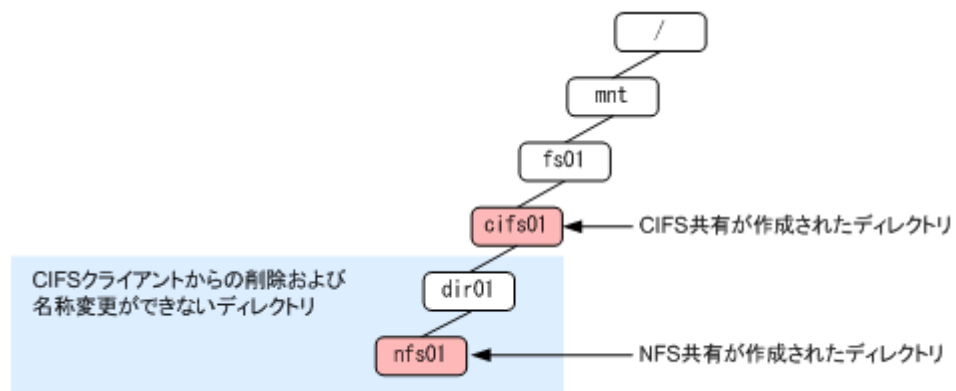 /
mnt
fs01
cifs01
CIFS共有が作成されたディレクトリ
CIFSクライアントからの削除および
名称変更ができないディレクトリ
dir01
nfs01
NFS共有が作成されたディレクトリ